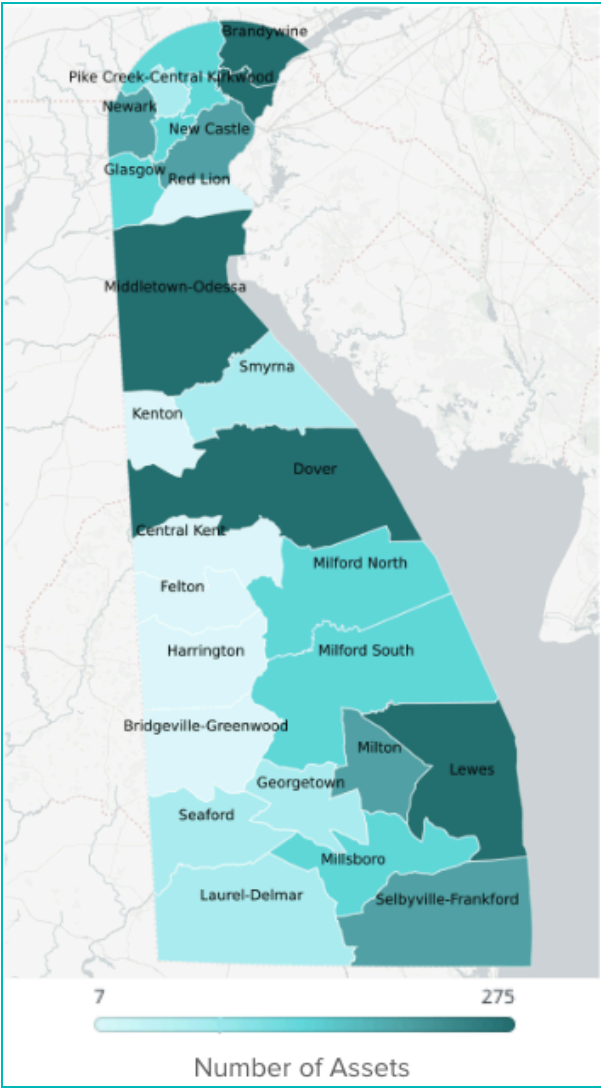 Brandywine
Pike Creek-Central Kirkwood
Newark
New Castle
Glasgow
Red Lion
Middletown-Odessa
Smyrna
Kenton
Dover
Central Kent
Milford North
Felton
Harrington
Milford South
Bridgeville-Greenwood
Milton
Lewes
Georgetown
Seaford
Millsboro
Laurel-Delmar
Selbyville-Frankford
7
275
Number of Assets